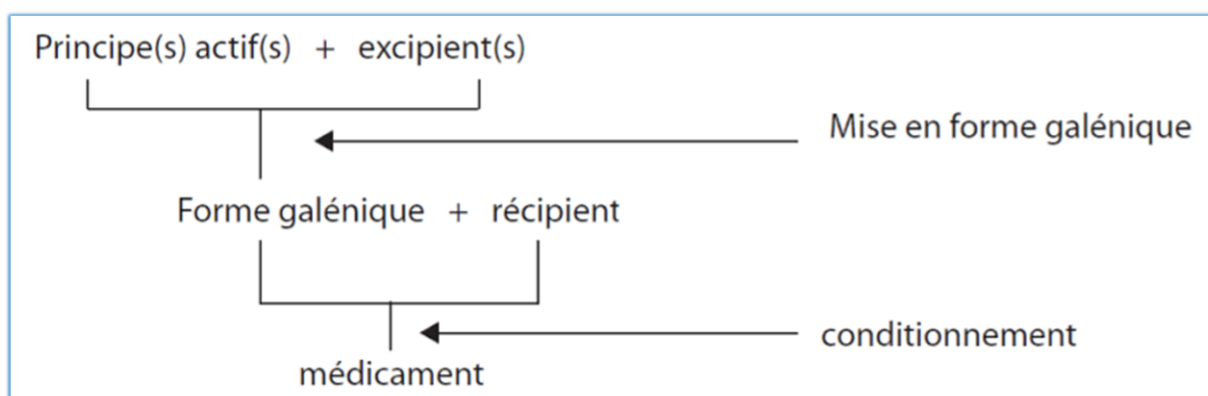 Principe(s) actif(s) + excipient(s)
Mise en forme galénique
Forme galénique + récipient
conditionnement
médicament